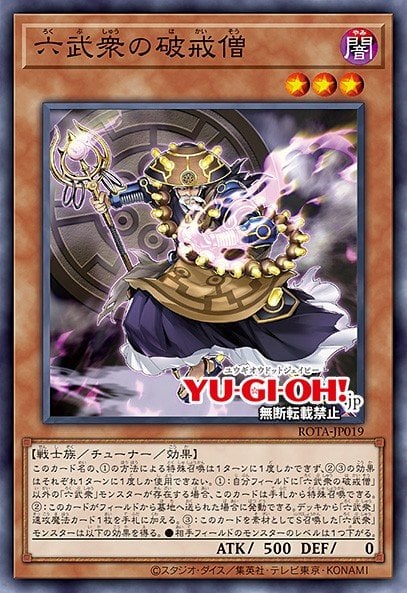 六武衆の破戒僧
ろく ぶ しゅう は かい そう
闇
やみ
ユウギオウドットジェイピー
YU-GI-OH!.jp
無断転載禁止
ROTA-JP019
【戦士族／チューナー／効果】
このカード名の、①の方法による特殊召喚は1ターンに1度しかできず、②③の効果
はそれぞれ1ターンに1度しか使用できない。①：自分フィールドに「六武衆の破戒僧」
以外の「六武衆」モンスターが存在する場合、このカードは手札から特殊召喚できる。
②：このカードがフィールドから墓地へ送られた場合に発動できる。デッキから「六武衆」
速攻魔法カード1枚を手札に加える。③：このカードを素材としてS召喚した「六武衆」
モンスターは以下の効果を得る。●相手フィールドのモンスターのレベルは1つ下がる。
ATK/ 500 DEF/ 0
©スタジオ・ダイス／集英社・テレビ東京・KONAMI